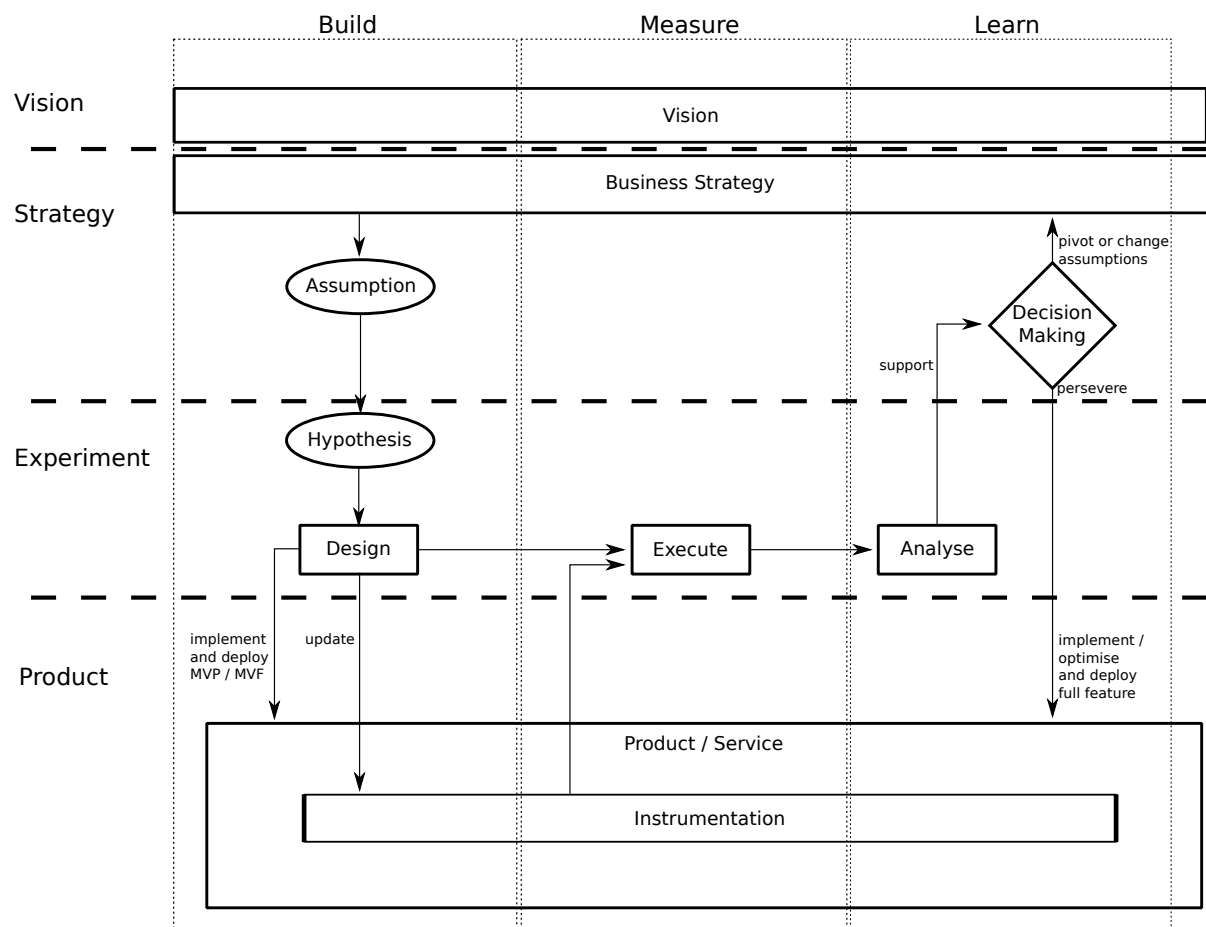 Build
Measure
Learn
Vision
Vision
Business Strategy
Strategy
pivot or change
assumptions
Assumption
Decision
Making
support
persevere
Hypothesis
Experiment
Design
Execute
Analyse
implement
and deploy
MVP / MVF
update
implement /
optimise
and deploy
full feature
Product
Product / Service
Instrumentation